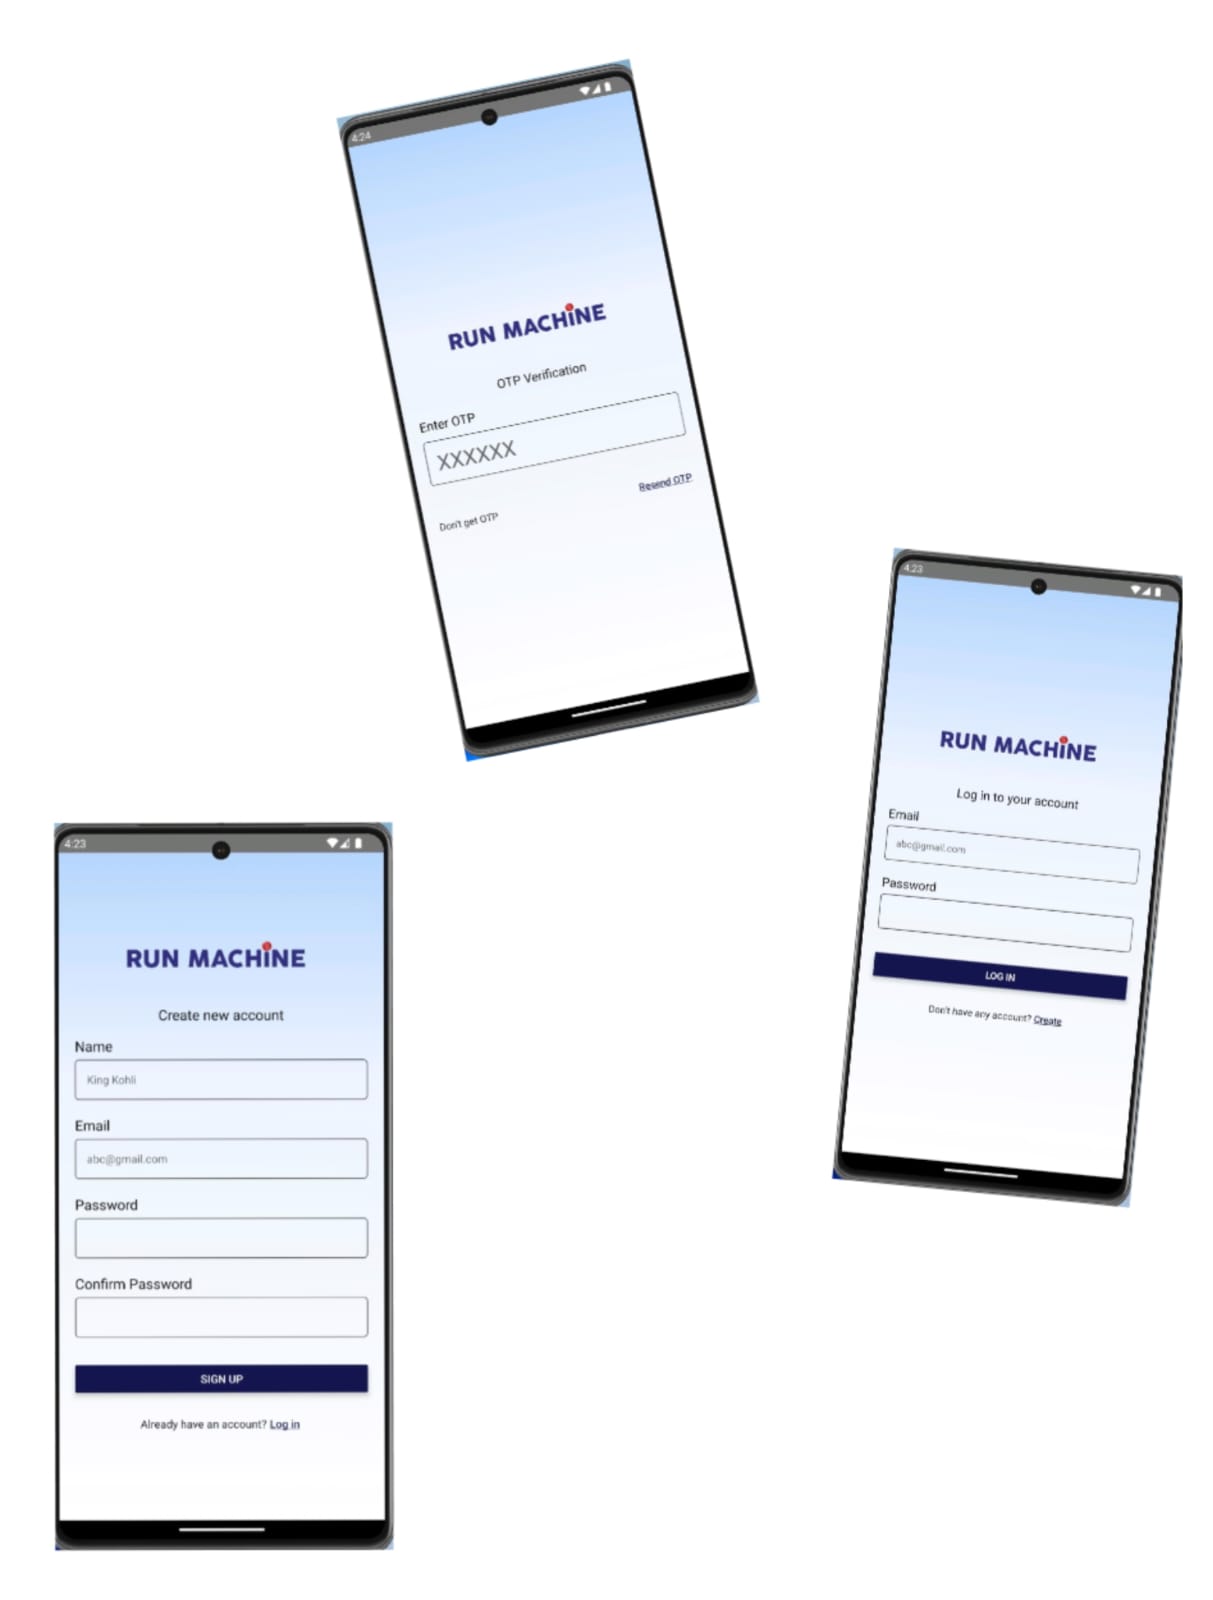 4:24
RUN MACHINE
OTP Verification
Enter OTP
XXXXXX
Resend OTP
Don't get OTP
4:23
RUN MACHINE
Log in to your account
Email
abc@gmail.com
Password
LOG IN
Don't have any account? Create
4:23
RUN MACHINE
Create new account
Name
King Kohli
Email
abc@gmail.com
Password
Confirm Password
SIGN UP
Already have an account? Log in